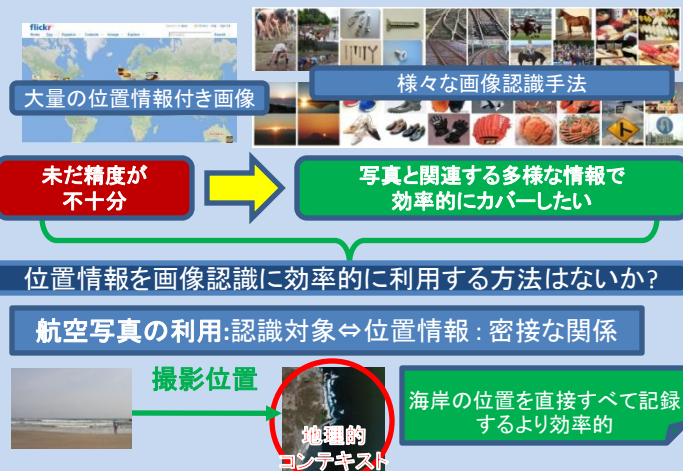 flickr
大量の位置情報付き画像
様々な画像認識手法
未だ精度が
不十分
写真と関連する多様な情報で
効率的にカバーしたい
位置情報を画像認識に効率的に利用する方法はないか?
航空写真の利用:認識対象⇔位置情報:密接な関係
撮影位置
地理的
コンテキスト
海岸の位置を直接すべて記録
するより効率的